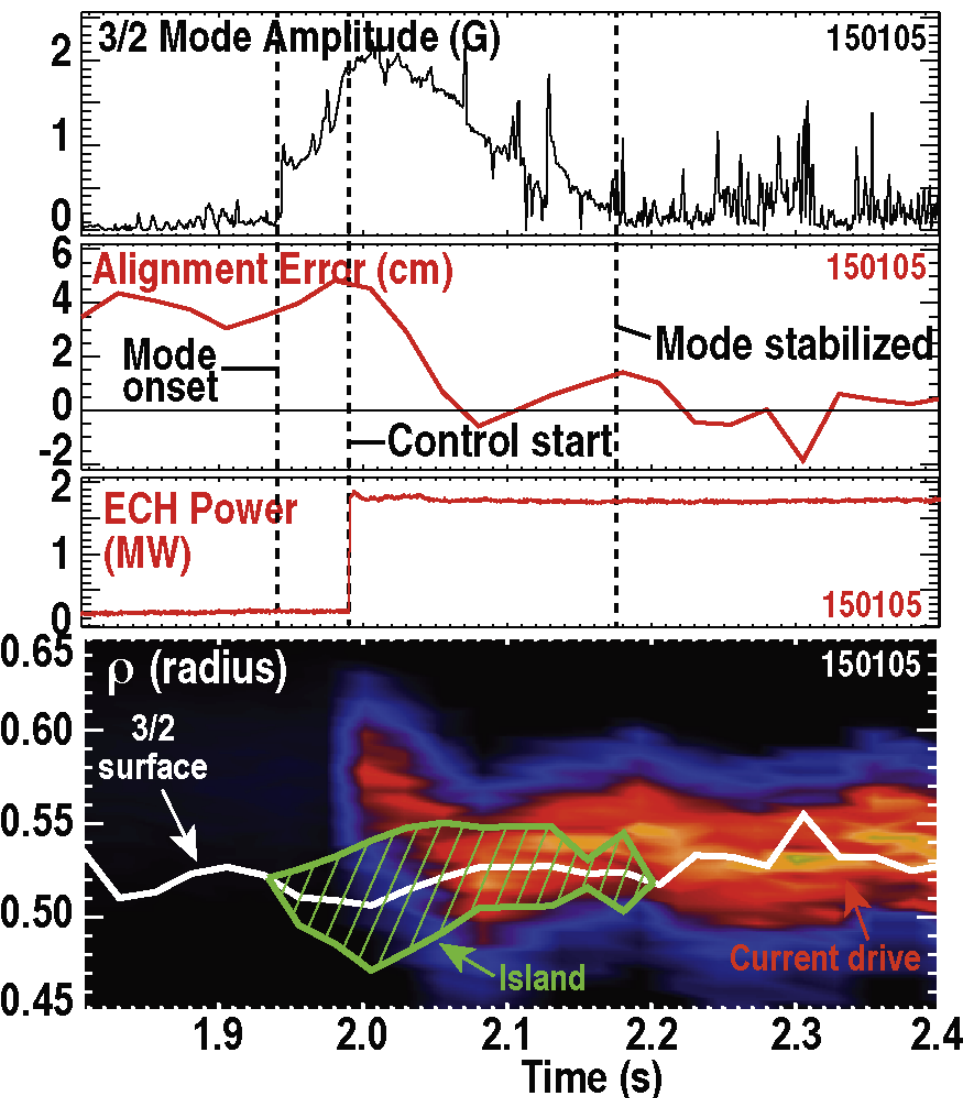 3/2 Mode Amplitude (G)
150105
2
1
0
Alignment Error (cm)
150105
6
4
2
0
-2
Mode
onset
Mode stabilized
Control start
ECH Power
(MW)
150105
2
1
0
ρ (radius)
150105
0.65
0.60
0.55
0.50
0.45
3/2
surface
Island
Current drive
1.9 2.0 2.1 2.2 2.3 2.4
Time (s)